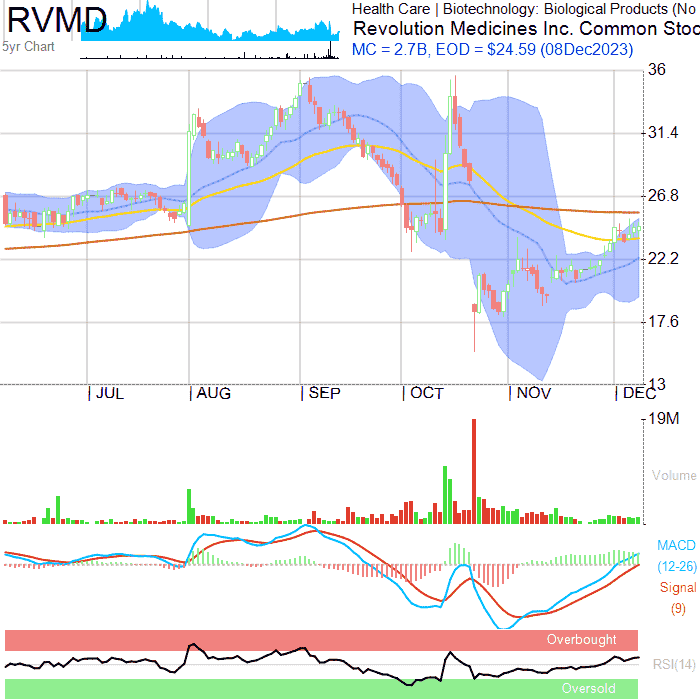 RVMD
5yr Chart
Health Care | Biotechnology: Biological Products (No
Revolution Medicines Inc. Common Stoc
MC = 2.7B, EOD = $24.59 (08Dec2023)
36
31.4
26.8
22.2
17.6
13
JUL
AUG
SEP
OCT
NOV
DEC
19M
Volume
MACD
(12-26)
Signal
(9)
Overbought
RSI(14)
Oversold